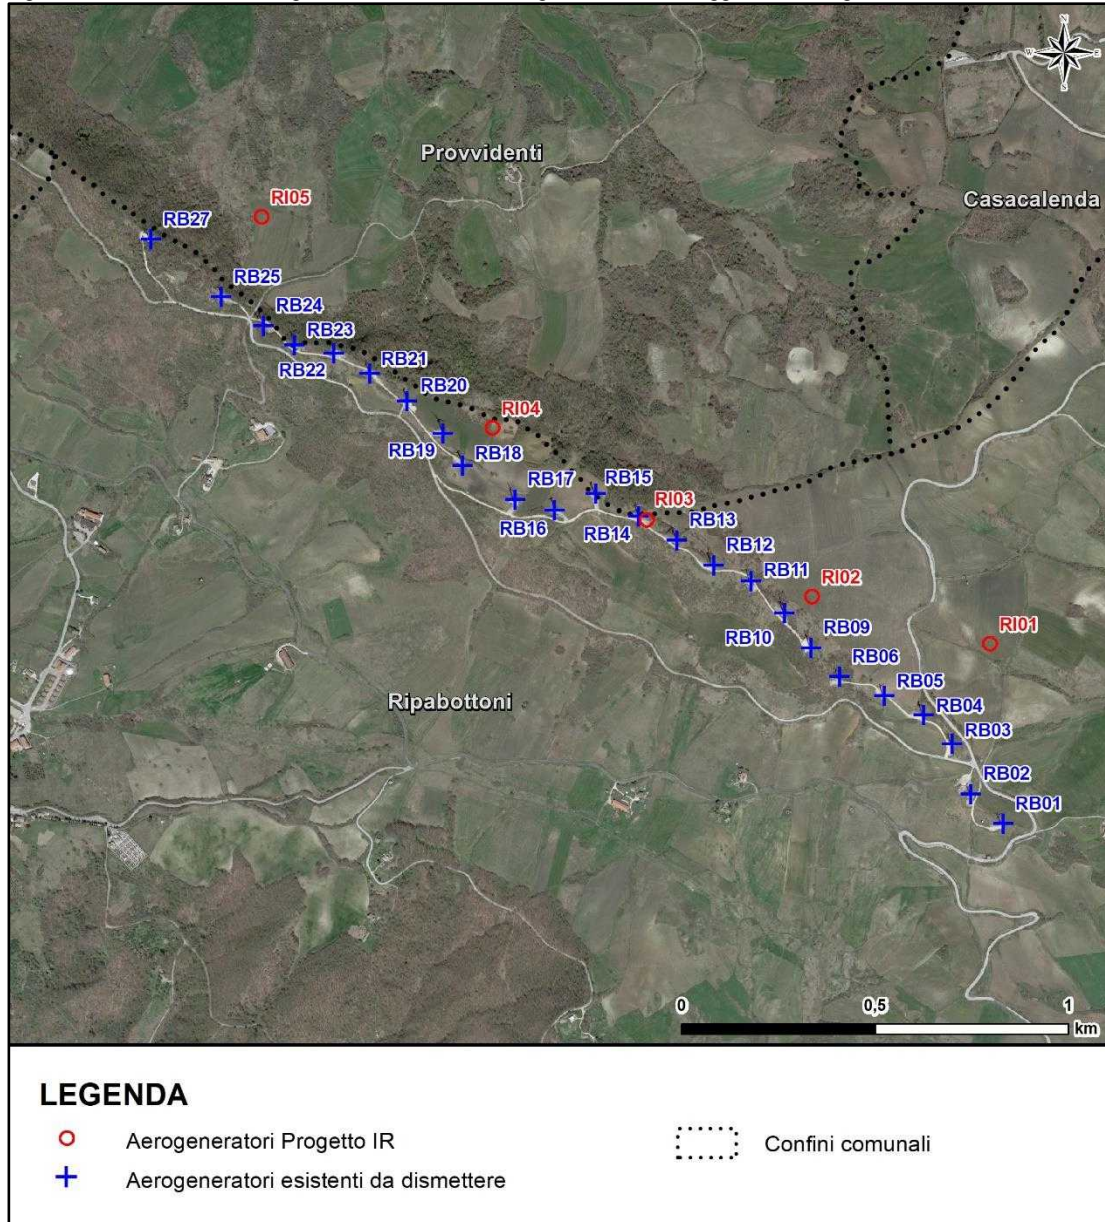 N
W E
S
Provvidenti
Casacalenda
RI05
RB27
RB25
RB24
RB23
RB22
RB21
RB20
RI04
RB19
RB18
RB17
RB15
RI03
RB16
RB14
RB13
RB12
RB11
RI02
RB10
RB09
RI01
RB06
RB05
Ripabottoni
RB04
RB03
RB02
RB01
0 0,5 1
km
LEGENDA
Aerogeneratori Progetto IR
Confini comunali
Aerogeneratori esistenti da dismettere